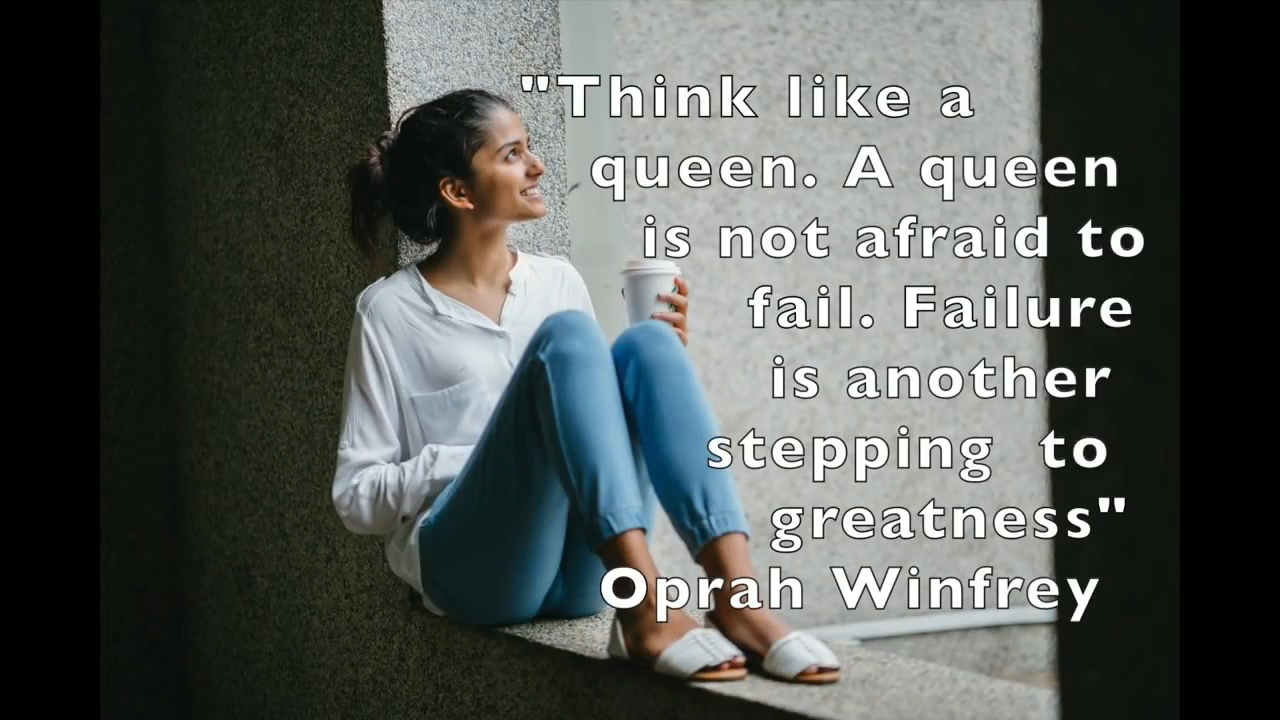 "Think like a
queen. A queen
is not afraid to
fail. Failure
is another
stepping  to
greatness"
Oprah Winfrey